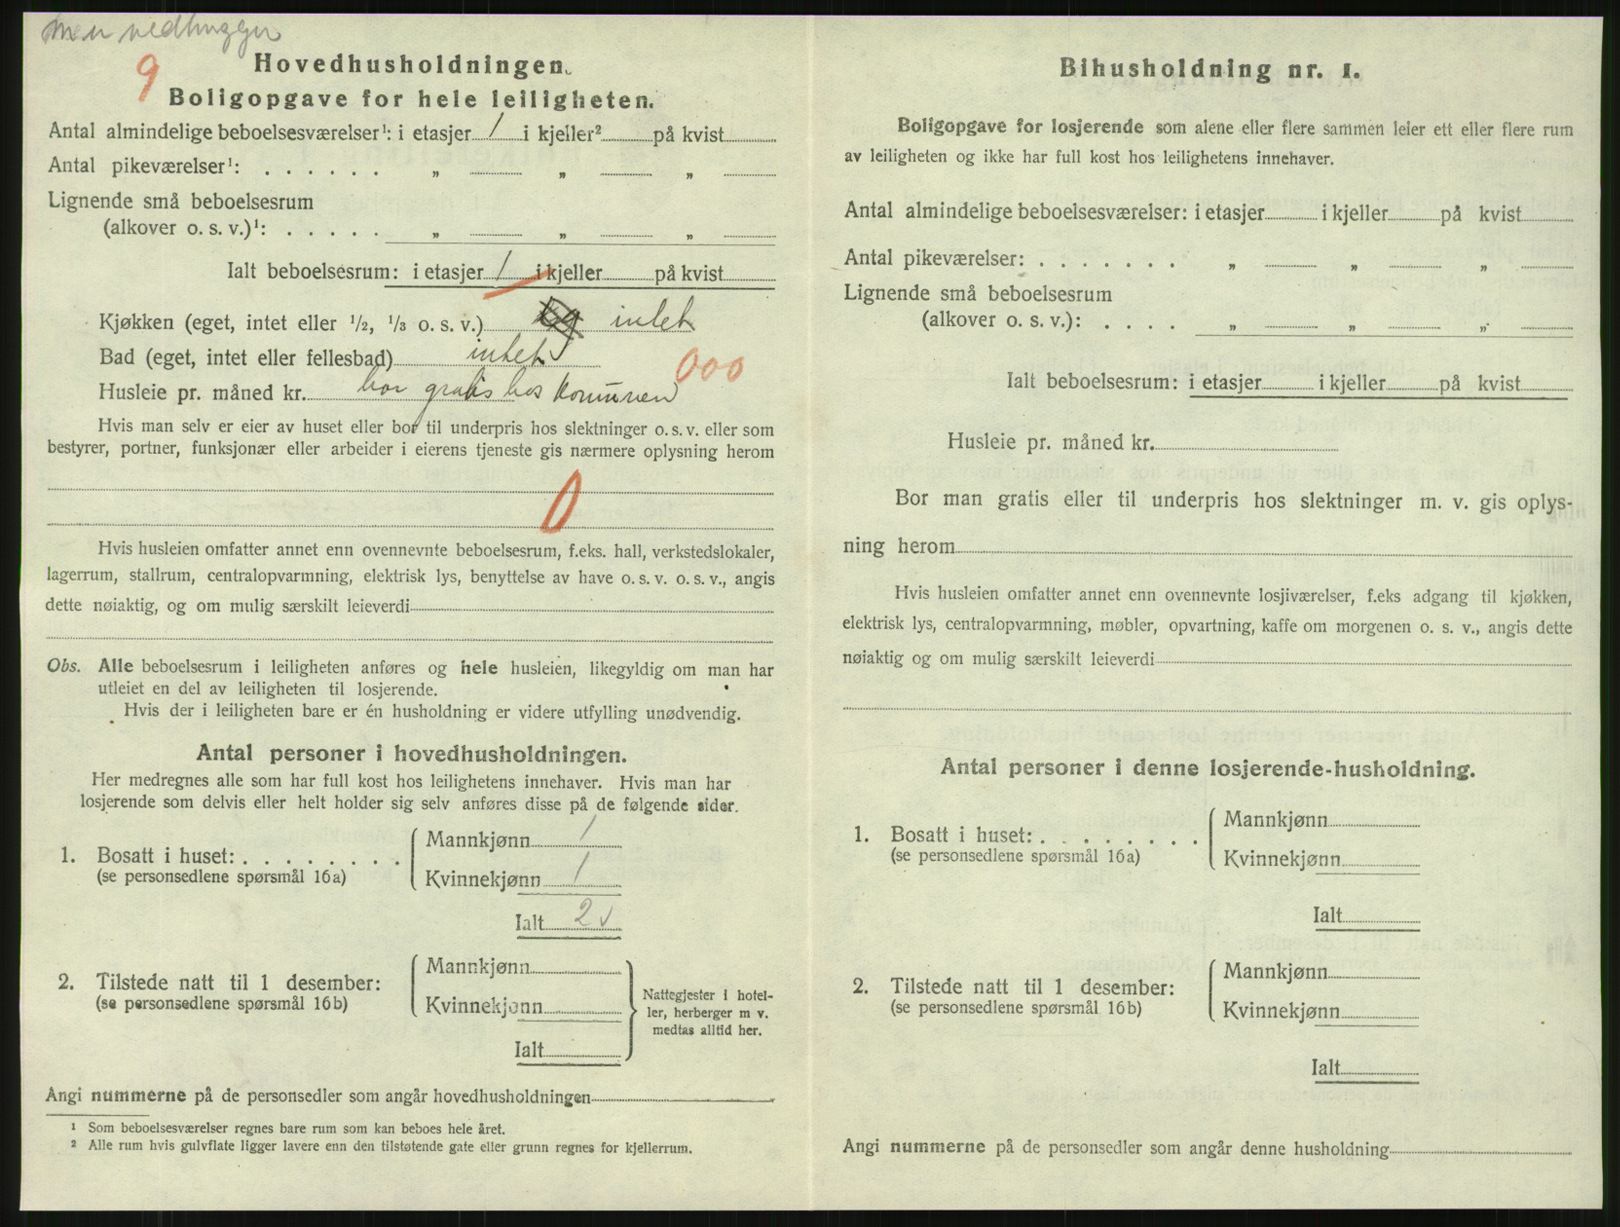 vedhugger
9
Hovedhusholdningen.
Boligopgave for hele leiligheten.
Antal almindelige beboelsesværelser¹: i etasjer 1 i kjeller² på kvist
Antal pikeværelser¹: . . . . . . „ „ „
Lignende små beboelsesrum
(alkover o. s. v.)¹: . . . . . „ „ „
Ialt beboelsesrum: i etasjer 1 i kjeller på kvist
Kjøkken (eget, intet eller 1/2, 1/3 o. s. v.) intet
Bad (eget, intet eller fellesbad) intet
000
Husleie pr. måned kr. bor gratis hos Komunen
Hvis man selv er eier av huset eller bor til underpris hos slektninger o. s. v. eller som
bestyrer, portner, funksjonær eller arbeider i eierens tjeneste gis nærmere oplysning herom
0
Hvis husleien omfatter annet enn ovennevnte beboelsesrum, f.eks. hall, verkstedslokaler,
lagerrum, stallrum, centralopvarmning, elektrisk lys, benyttelse av have o. s. v. o. s. v., angis
dette nøiaktig, og om mulig særskilt leieverdi
Obs. Alle beboelsesrum i leiligheten anføres og hele husleien, likegyldig om man har
utleiet en del av leiligheten til losjerende.
Hvis der i leiligheten bare er én husholdning er videre utfylling unødvendig.
Antal personer i hovedhusholdningen.
Her medregnes alle som har full kost hos leilighetens innehaver. Hvis man har
losjerende som delvis eller helt holder sig selv anføres disse på de følgende sider.
Mannkjønn 1
1. Bosatt i huset: . . . . . . . .
(se personsedlene spørsmål 16a)
Kvinnekjønn 1
Ialt 2 v
Mannkjønn
2. Tilstede natt til 1 desember:
(se personsedlene spørsmål 16b)
Kvinnekjønn
Ialt
Nattegjester i hotel-
ler, herberger m v.
medtas alltid her.
Angi nummerne på de personsedler som angår hovedhusholdningen
¹ Som beboelsesværelser regnes bare rum som kan beboes hele året.
² Alle rum hvis gulvflate ligger lavere enn den tilstøtende gate eller grunn regnes for kjellerrum.
Bihusholdning nr. 1.
Boligopgave for losjerende som alene eller flere sammen leier ett eller flere rum
av leiligheten og ikke har full kost hos leilighetens innehaver.
Antal almindelige beboelsesværelser: i etasjer i kjeller på kvist
Antal pikeværelser: . . . . . . . „ „ „
Lignende små beboelsesrum
(alkover o. s. v.): . . . . „ „ „
Ialt beboelsesrum: i etasjer i kjeller på kvist
Husleie pr. måned kr.
Bor man gratis eller til underpris hos slektninger m. v. gis oplys-
ning herom
Hvis husleien omfatter annet enn ovennevnte losjiværelser, f.eks adgang til kjøkken,
elektrisk lys, centralopvarmning, møbler, opvartning, kaffe om morgenen o. s. v., angis dette
nøiaktig og om mulig særskilt leieverdi
Antal personer i denne losjerende-husholdning.
Mannkjønn
1. Bosatt i huset: . . . . . . . .
(se personsedlene spørsmål 16a)
Kvinnekjønn
Ialt
Mannkjønn
2. Tilstede natt til 1 desember:
(se personsedlene spørsmål 16b)
Kvinnekjønn
Ialt
Angi nummerne på de personsedler som angår denne husholdning